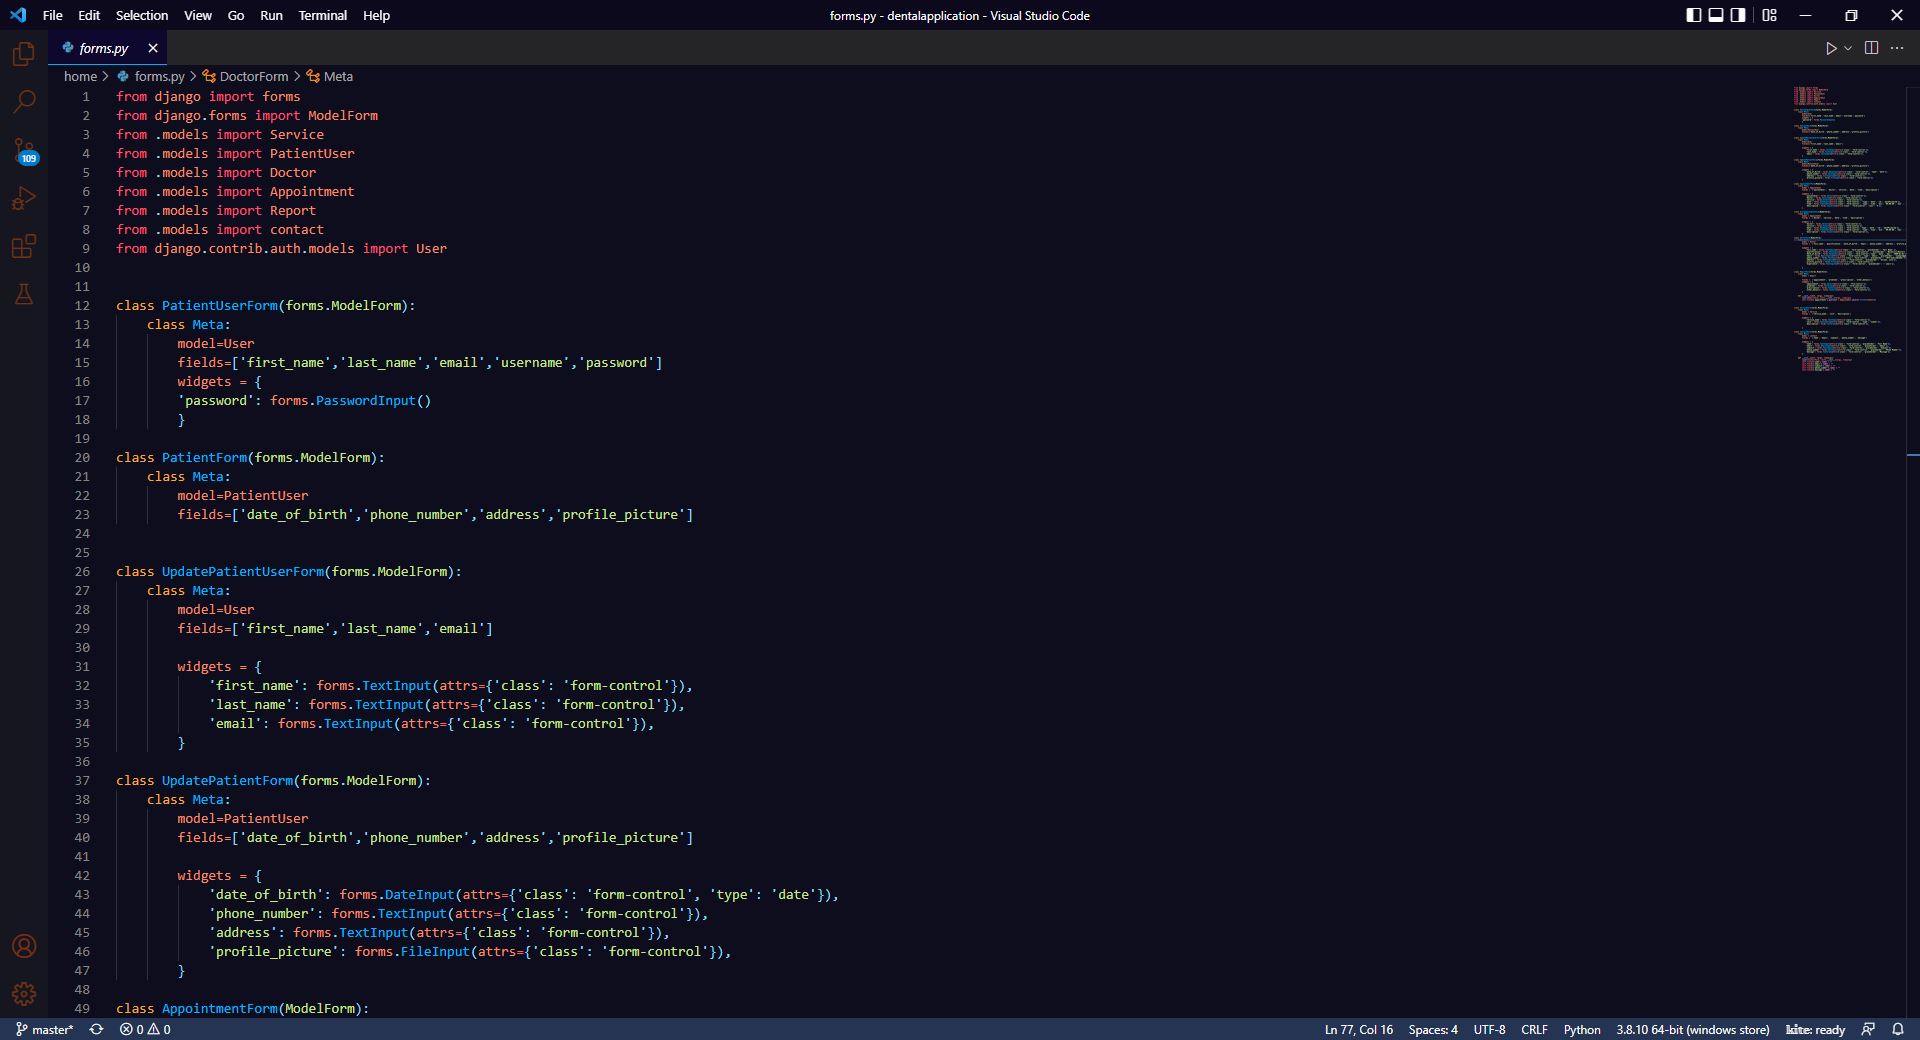 File Edit Selection View Go Run Terminal Help
forms.py - dentalapplication - Visual Studio Code
forms.py
home > forms.py > DoctorForm > Meta
1 from django import forms
2 from django.forms import ModelForm
3 from .models import Service
4 from .models import PatientUser
5 from .models import Doctor
6 from .models import Appointment
7 from .models import Report
8 from .models import contact
9 from django.contrib.auth.models import User
10
11
12 class PatientUserForm(forms.ModelForm):
13     class Meta:
14         model=User
15         fields=['first_name','last_name','email','username','password']
16         widgets = {
17         'password': forms.PasswordInput()
18         }
19
20 class PatientForm(forms.ModelForm):
21     class Meta:
22         model=PatientUser
23         fields=['date_of_birth','phone_number','address','profile_picture']
24
25
26 class UpdatePatientUserForm(forms.ModelForm):
27     class Meta:
28         model=User
29         fields=['first_name','last_name','email']
30
31         widgets = {
32             'first_name': forms.TextInput(attrs={'class': 'form-control'}),
33             'last_name': forms.TextInput(attrs={'class': 'form-control'}),
34             'email': forms.TextInput(attrs={'class': 'form-control'}),
35         }
36
37 class UpdatePatientForm(forms.ModelForm):
38     class Meta:
39         model=PatientUser
40         fields=['date_of_birth','phone_number','address','profile_picture']
41
42         widgets = {
43             'date_of_birth': forms.DateInput(attrs={'class': 'form-control', 'type': 'date'}),
44             'phone_number': forms.TextInput(attrs={'class': 'form-control'}),
45             'address': forms.TextInput(attrs={'class': 'form-control'}),
46             'profile_picture': forms.FileInput(attrs={'class': 'form-control'}),
47         }
48
49 class AppointmentForm(ModelForm):
109
master* 0 0
Ln 77, Col 16 Spaces: 4 UTF-8 CRLF Python 3.8.10 64-bit (windows store) kite: ready